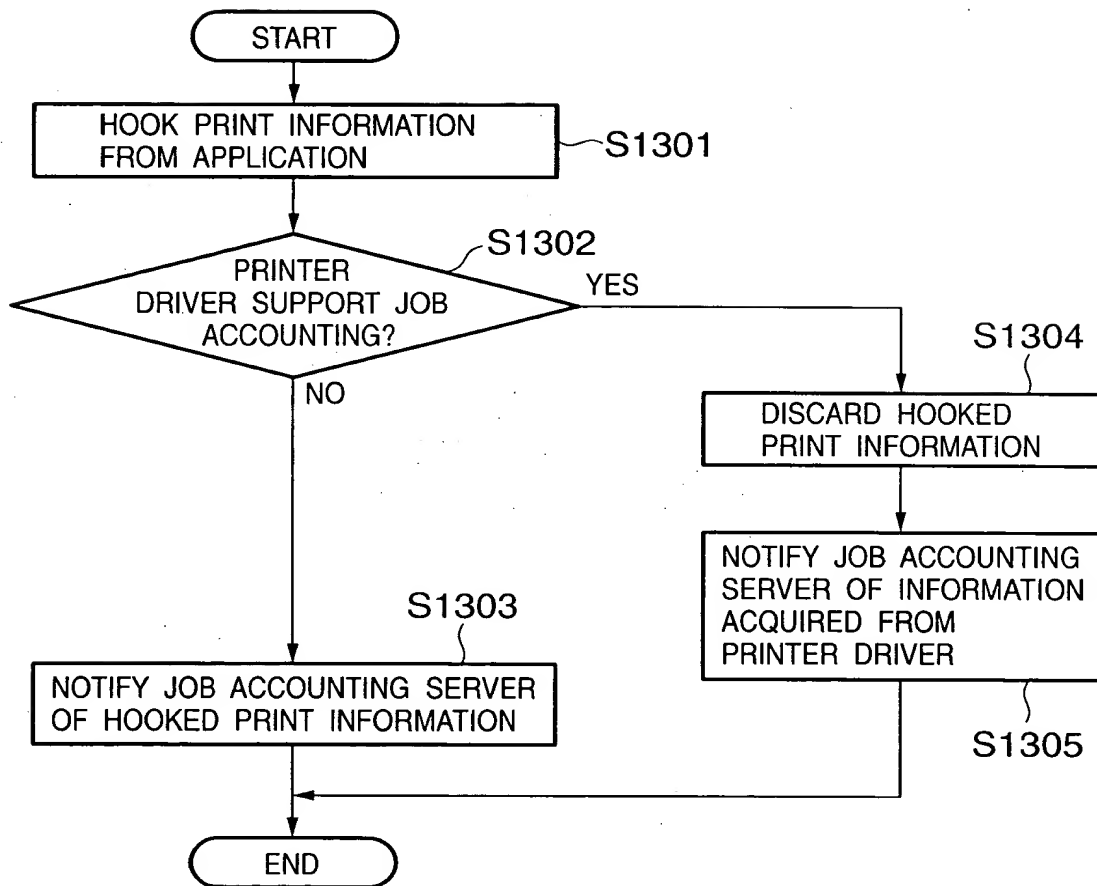 START
HOOK PRINT INFORMATION
FROM APPLICATION
S1301
S1302
PRINTER
DRIVER SUPPORT JOB
ACCOUNTING?
YES
NO
S1304
DISCARD HOOKED
PRINT INFORMATION
NOTIFY JOB ACCOUNTING
SERVER OF INFORMATION
ACQUIRED FROM
PRINTER DRIVER
S1305
S1303
NOTIFY JOB ACCOUNTING SERVER
OF HOOKED PRINT INFORMATION
END